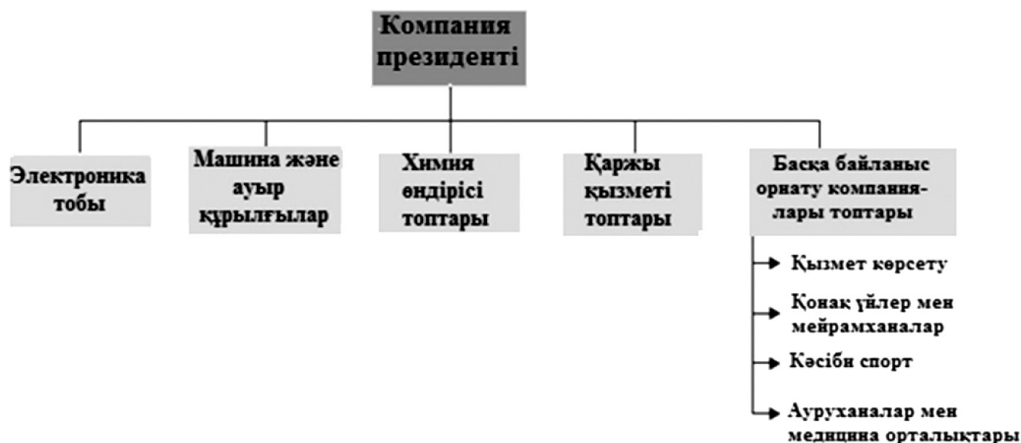 Компания
президенті
Электроника
тобы
Машина және
ауыр
құрылғылар
Химия
өндірісі
топтары
Қаржы
қызметі
топтары
Басқа байланыс
орнату компания-
лары топтары
Қызмет көрсету
Қонақ үйлер мен
мейрамханалар
Кәсіби спорт
Ауруханалар мен
медицина орталықтары